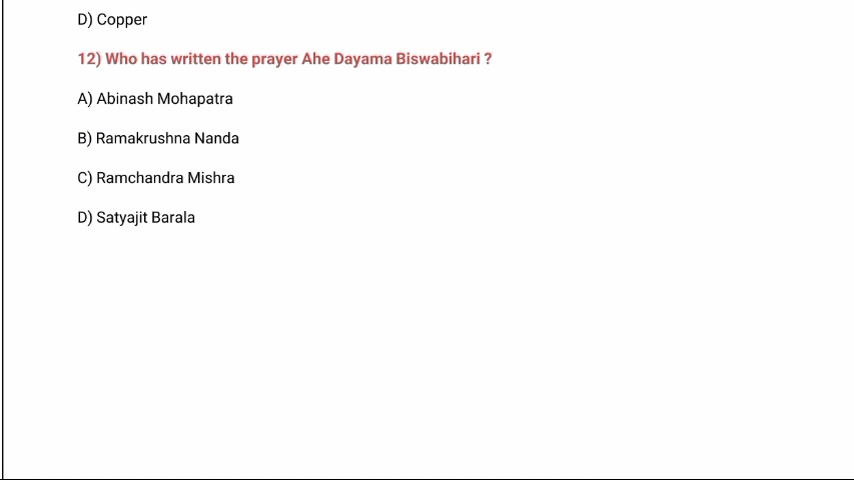 D) Copper
12) Who has written the prayer Ahe Dayama Biswabihari ?
A) Abinash Mohapatra
B) Ramakrushna Nanda
C) Ramchandra Mishra
D) Satyajit Barala